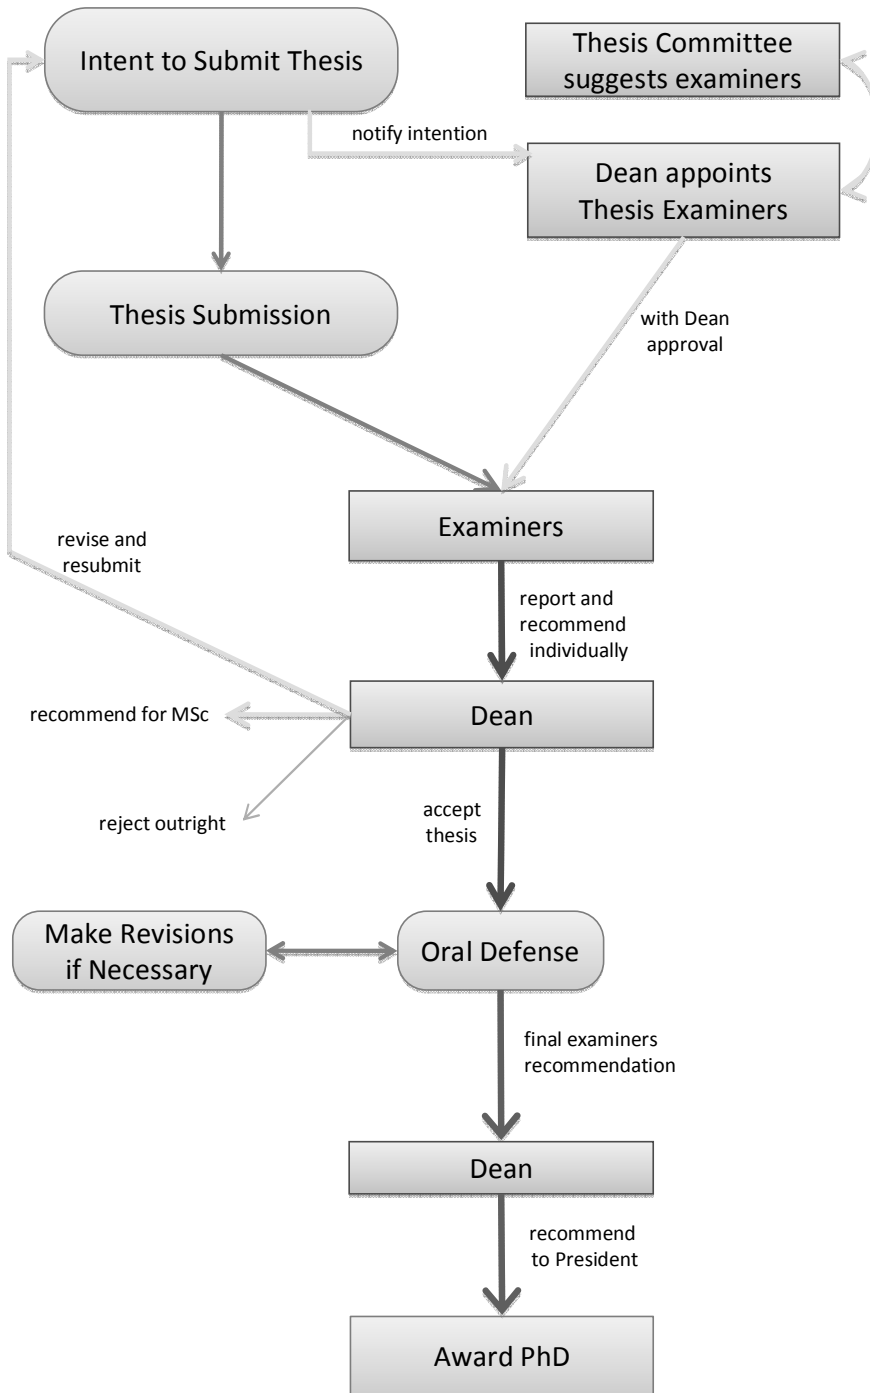 Intent to Submit Thesis
Thesis Committee
suggests examiners
notify intention
Dean appoints
Thesis Examiners
Thesis Submission
with Dean
approval
Examiners
revise and
resubmit
report and
recommend
individually
recommend for MSc
Dean
reject outright
accept
thesis
Make Revisions
if Necessary
Oral Defense
final examiners
recommendation
Dean
recommend
to President
Award PhD